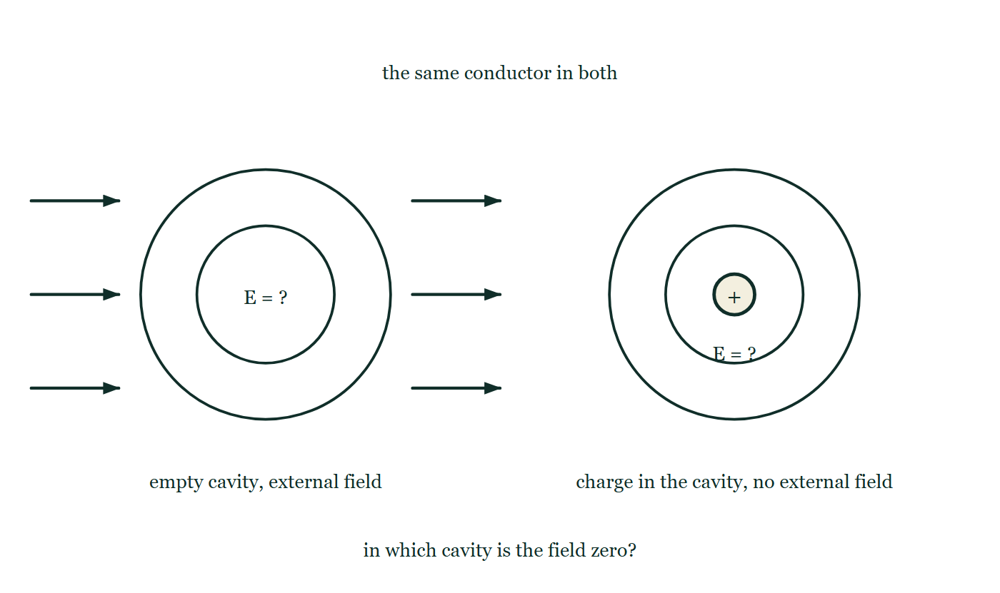 the same conductor in both
E = ?
+
E = ?
empty cavity, external field
charge in the cavity, no external field
in which cavity is the field zero?